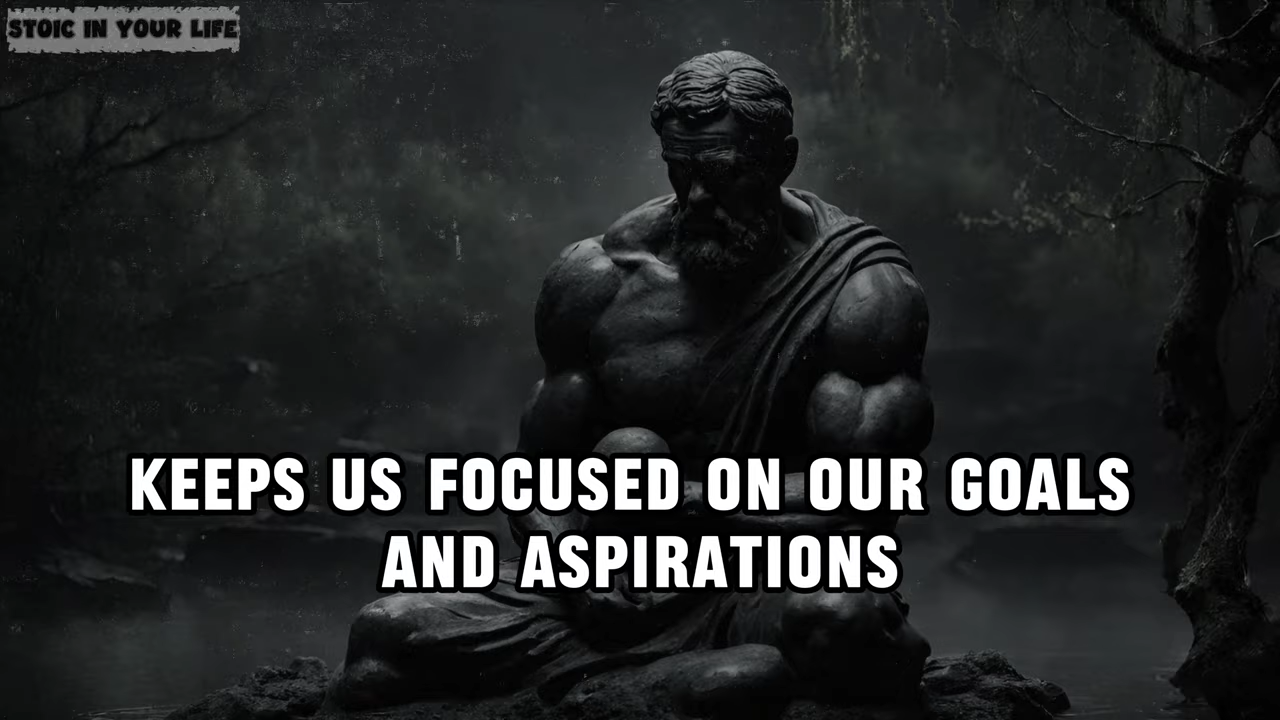 STOIC IN YOUR LIFE
KEEPS US FOCUSED ON OUR GOALS
AND ASPIRATIONS